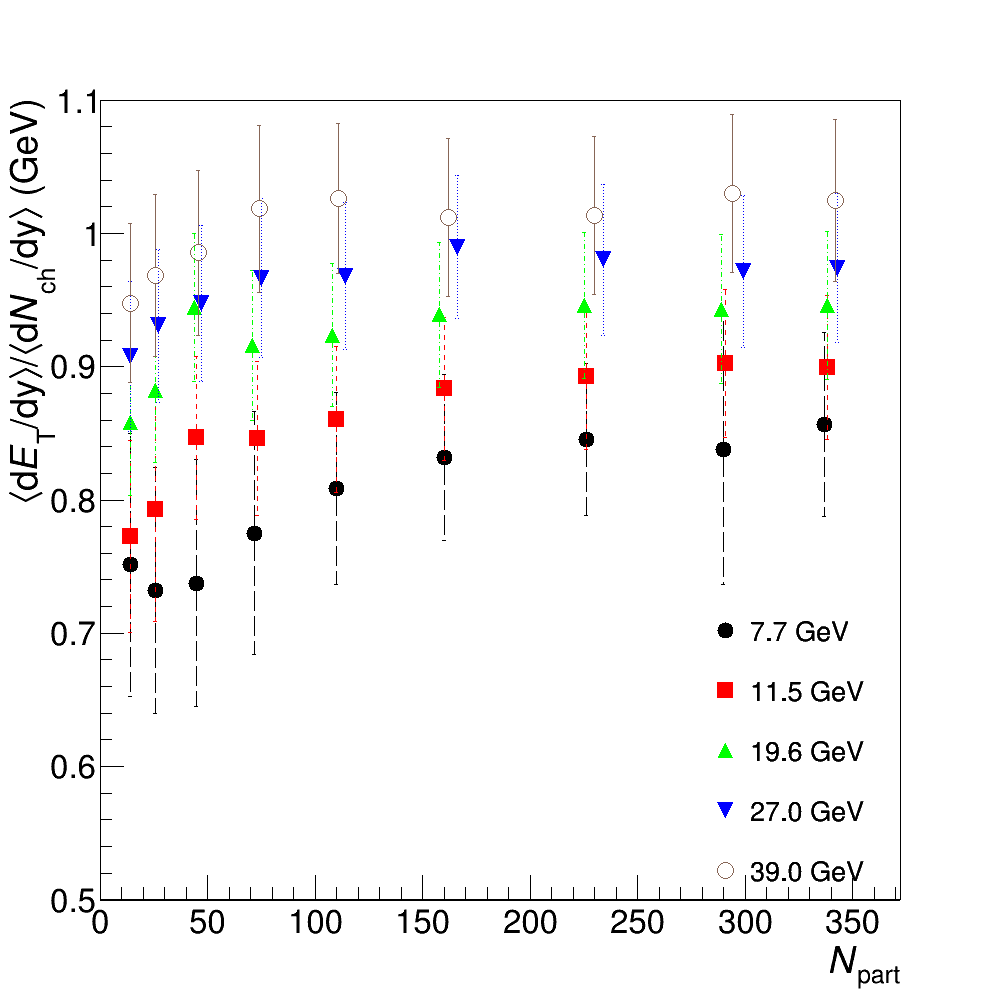 ⟨dE_T/dy⟩/⟨dN_ch/dy⟩ (GeV)
1.1
1
0.9
0.8
0.7
0.6
0.5
7.7 GeV
11.5 GeV
19.6 GeV
27.0 GeV
39.0 GeV
0 50 100 150 200 250 300 350
N_part